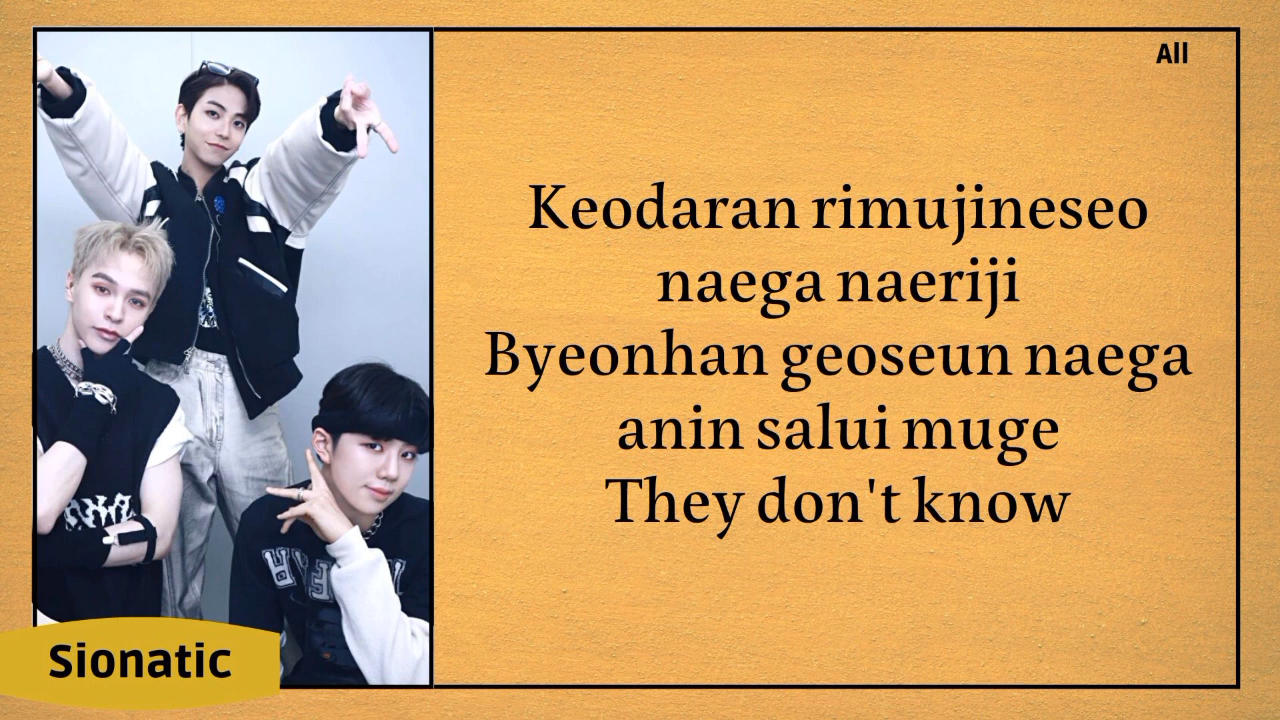 All
Keodaran rimujineseo
naega naeriji
Byeonhan geoseun naega
anin salui muge
They don't know
Sionatic